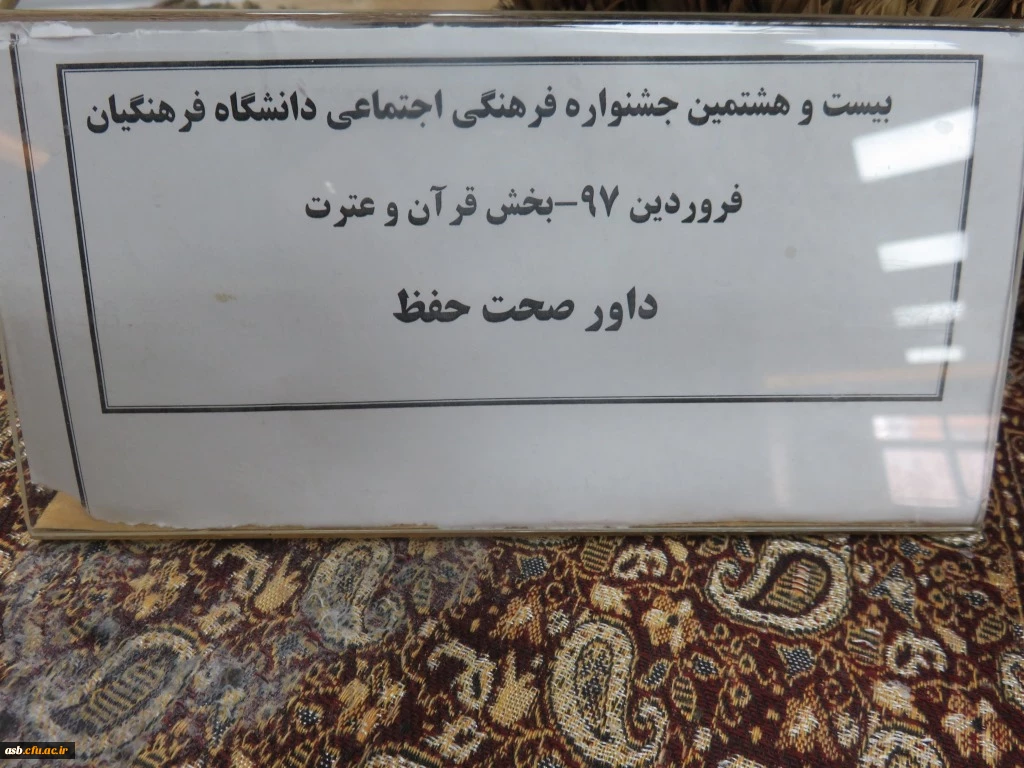 بیست و هشتمین جشنواره فرهنگی اجتماعی دانشگاه فرهنگیان
فروردین ۹۷-بخش قرآن و عترت
داور صحت حفظ
asb.cfu.ac.ir